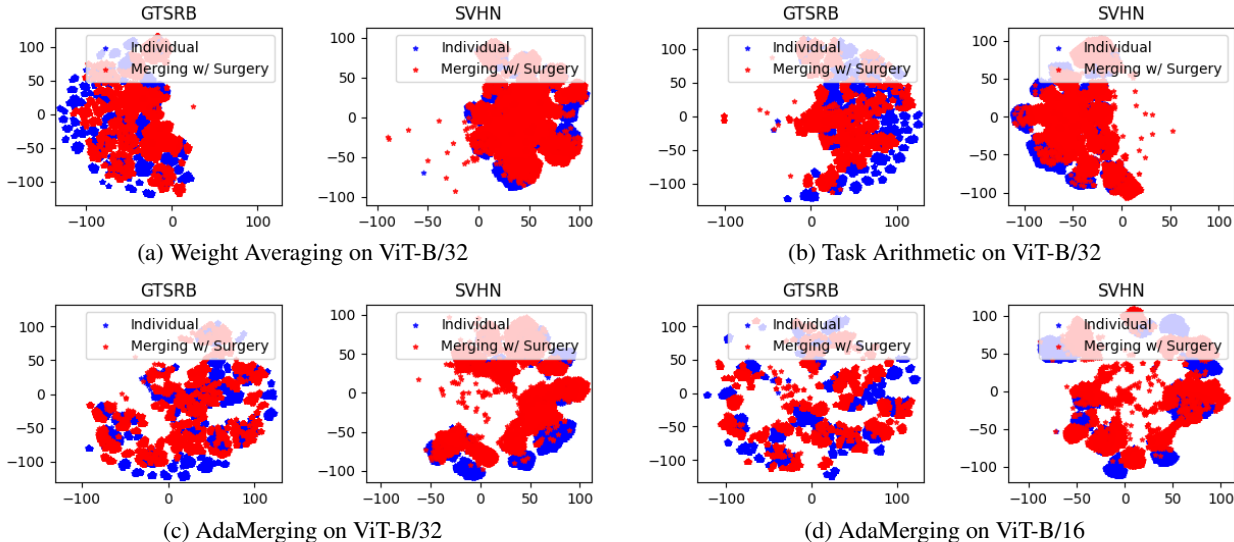 GTSRB
SVHN
GTSRB
SVHN
Individual
Merging w/ Surgery
Individual
Merging w/ Surgery
Individual
Merging w/ Surgery
Individual
Merging w/ Surgery
100
50
0
−50
−100
−100
0
100
100
50
0
−50
−100
−100
−50
0
50
100
100
50
0
−50
−100
−100
−50
0
50
100
100
50
0
−50
−100
−100
−50
0
50
100
(a) Weight Averaging on ViT-B/32
(b) Task Arithmetic on ViT-B/32
GTSRB
SVHN
GTSRB
SVHN
Individual
Merging w/ Surgery
Individual
Merging w/ Surgery
Individual
Merging w/ Surgery
Individual
Merging w/ Surgery
100
50
0
−50
−100
−100
0
100
100
50
0
−50
−100
−100
−50
0
50
100
100
50
0
−50
−100
−100
0
100
100
50
0
−50
−100
−100
−50
0
50
100
(c) AdaMerging on ViT-B/32
(d) AdaMerging on ViT-B/16